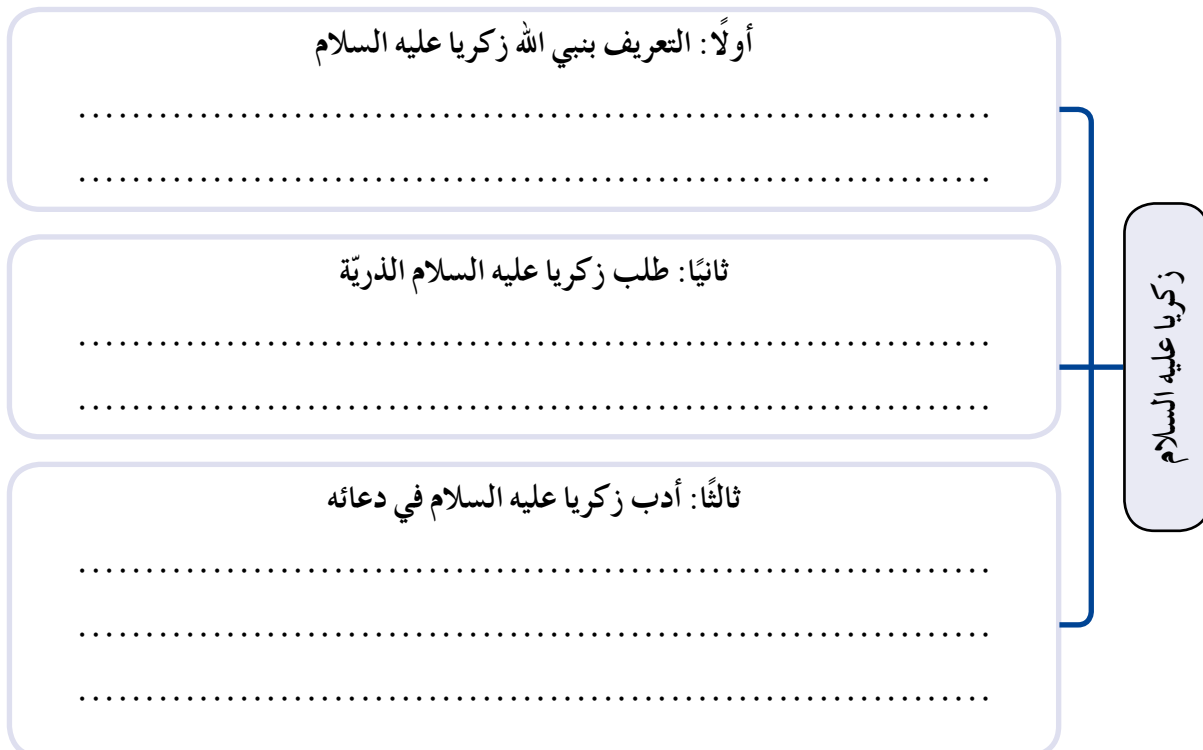 زكريا عليه السلام
أولًا: التعريف بنبي الله زكريا عليه السلام
................................................................
................................................................
ثانيًا: طلب زكريا عليه السلام الذريّة
................................................................
................................................................
ثالثًا: أدب زكريا عليه السلام في دعائه
................................................................
................................................................
................................................................